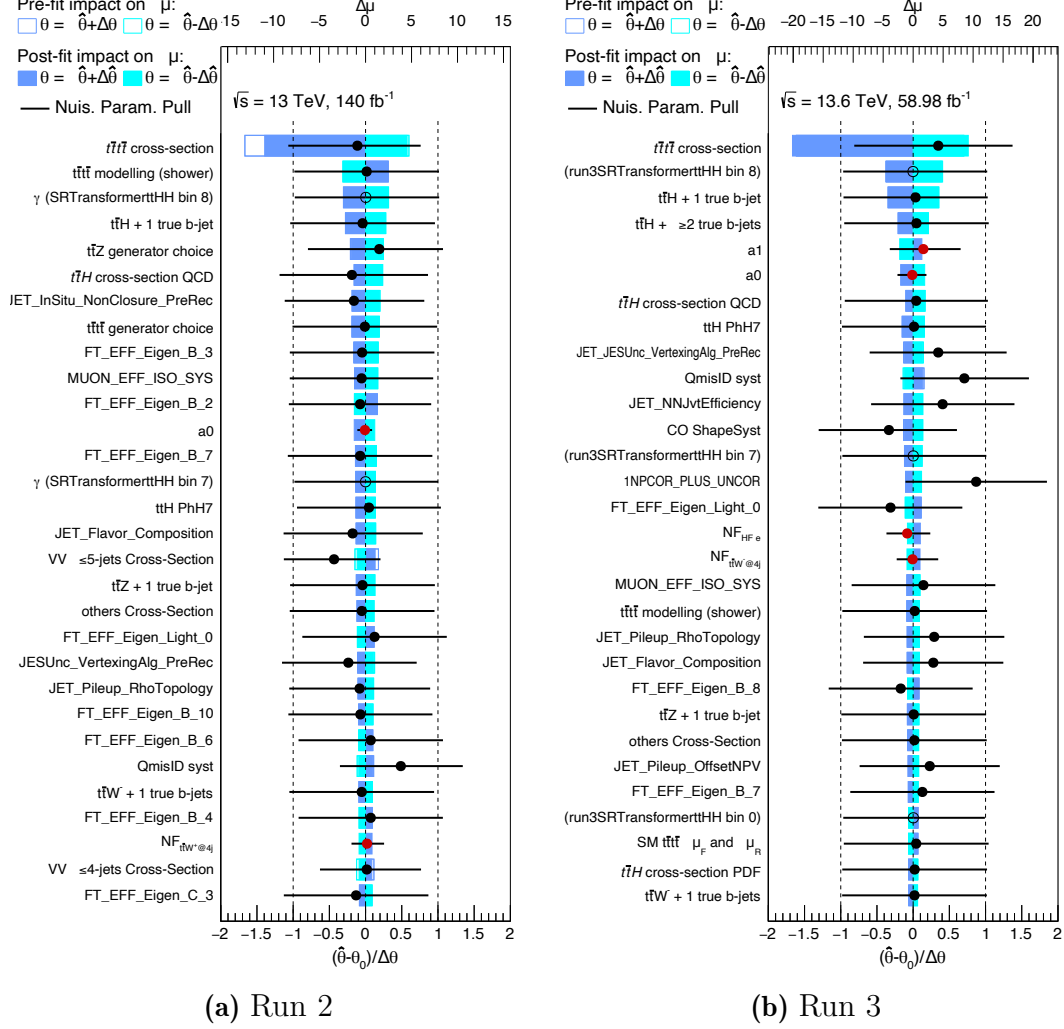 Pre-fit impact on μ:
θ = θ̂+Δθ θ = θ̂-Δθ
Post-fit impact on μ:
θ = θ̂+Δθ̂ θ = θ̂-Δθ̂
Nuis. Param. Pull
−15 −10 −5 0 5 10 15
Δμ
√s = 13 TeV, 140 fb⁻¹
tt̄tt̄ cross-section
tt̄tt̄ modelling (shower)
γ (SRTransformerttHH bin 8)
tt̄H + 1 true b-jet
tt̄Z generator choice
tt̄H cross-section QCD
JET_InSitu_NonClosure_PreRec
tt̄tt̄ generator choice
FT_EFF_Eigen_B_3
MUON_EFF_ISO_SYS
FT_EFF_Eigen_B_2
a0
FT_EFF_Eigen_B_7
γ (SRTransformerttHH bin 7)
ttH PhH7
JET_Flavor_Composition
VV ≤5-jets Cross-Section
tt̄Z + 1 true b-jet
others Cross-Section
FT_EFF_Eigen_Light_0
JESUnc_VertexingAlg_PreRec
JET_Pileup_RhoTopology
FT_EFF_Eigen_B_10
FT_EFF_Eigen_B_6
QmisID syst
tt̄W⁻ + 1 true b-jets
FT_EFF_Eigen_B_4
NF tt̄W⁺@4j
VV ≤4-jets Cross-Section
FT_EFF_Eigen_C_3
−2 −1.5 −1 −0.5 0 0.5 1 1.5 2
(θ̂-θ₀)/Δθ
(a) Run 2
Pre-fit impact on μ:
θ = θ̂+Δθ θ = θ̂-Δθ
Post-fit impact on μ:
θ = θ̂+Δθ̂ θ = θ̂-Δθ̂
Nuis. Param. Pull
−20 −15 −10 −5 0 5 10 15 20
Δμ
√s = 13.6 TeV, 58.98 fb⁻¹
tt̄tt̄ cross-section
(run3SRTransformerttHH bin 8)
tt̄H + 1 true b-jet
tt̄H + ≥2 true b-jets
a1
a0
tt̄H cross-section QCD
ttH PhH7
JET_JESUnc_VertexingAlg_PreRec
QmisID syst
JET_NNJvtEfficiency
CO ShapeSyst
(run3SRTransformerttHH bin 7)
1NPCOR_PLUS_UNCOR
FT_EFF_Eigen_Light_0
NF HF e
NF tt̄W⁻@4j
MUON_EFF_ISO_SYS
tt̄tt̄ modelling (shower)
JET_Pileup_RhoTopology
JET_Flavor_Composition
FT_EFF_Eigen_B_8
tt̄Z + 1 true b-jet
others Cross-Section
JET_Pileup_OffsetNPV
FT_EFF_Eigen_B_7
(run3SRTransformerttHH bin 0)
SM tt̄tt̄ μ_F and μ_R
tt̄H cross-section PDF
tt̄W⁻ + 1 true b-jets
−2 −1.5 −1 −0.5 0 0.5 1 1.5 2
(θ̂-θ₀)/Δθ
(b) Run 3